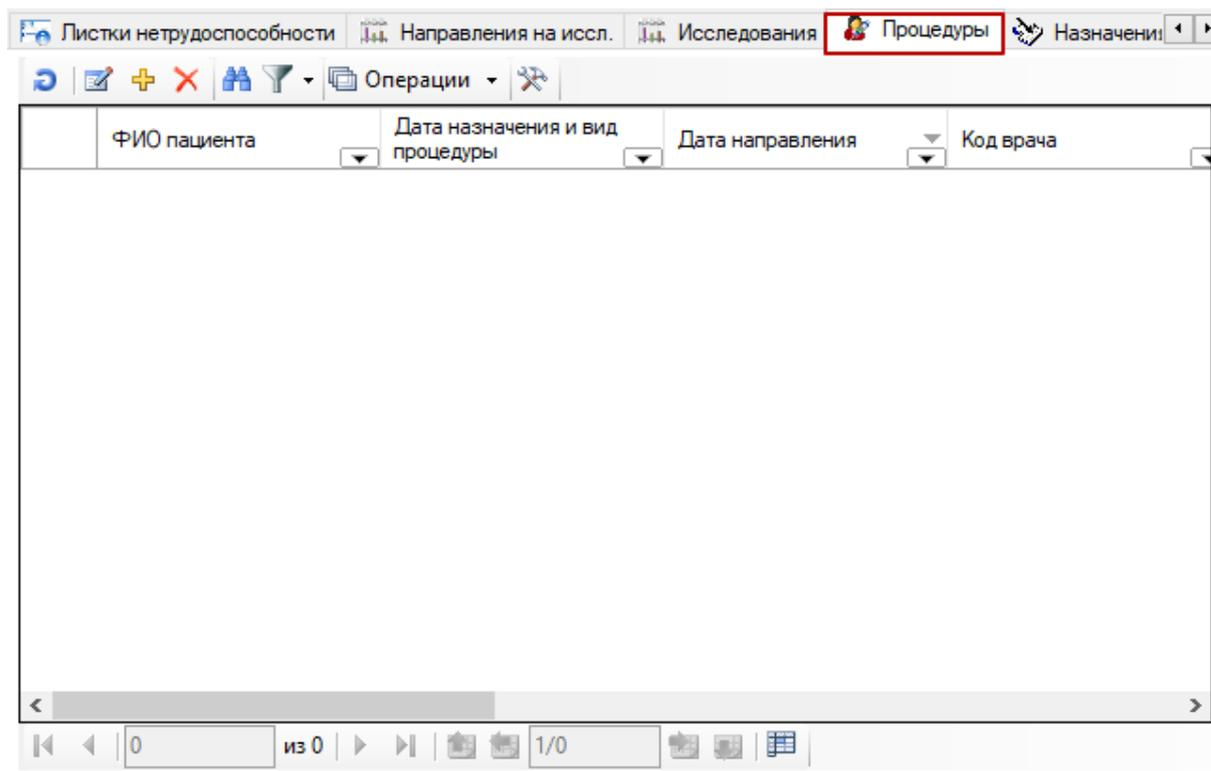 Листки нетрудоспособности Направления на иссл. Исследования Процедуры Назначени
Операции
ФИО пациента Дата назначения и вид процедуры Дата направления Код врача
0 из 0 1/0